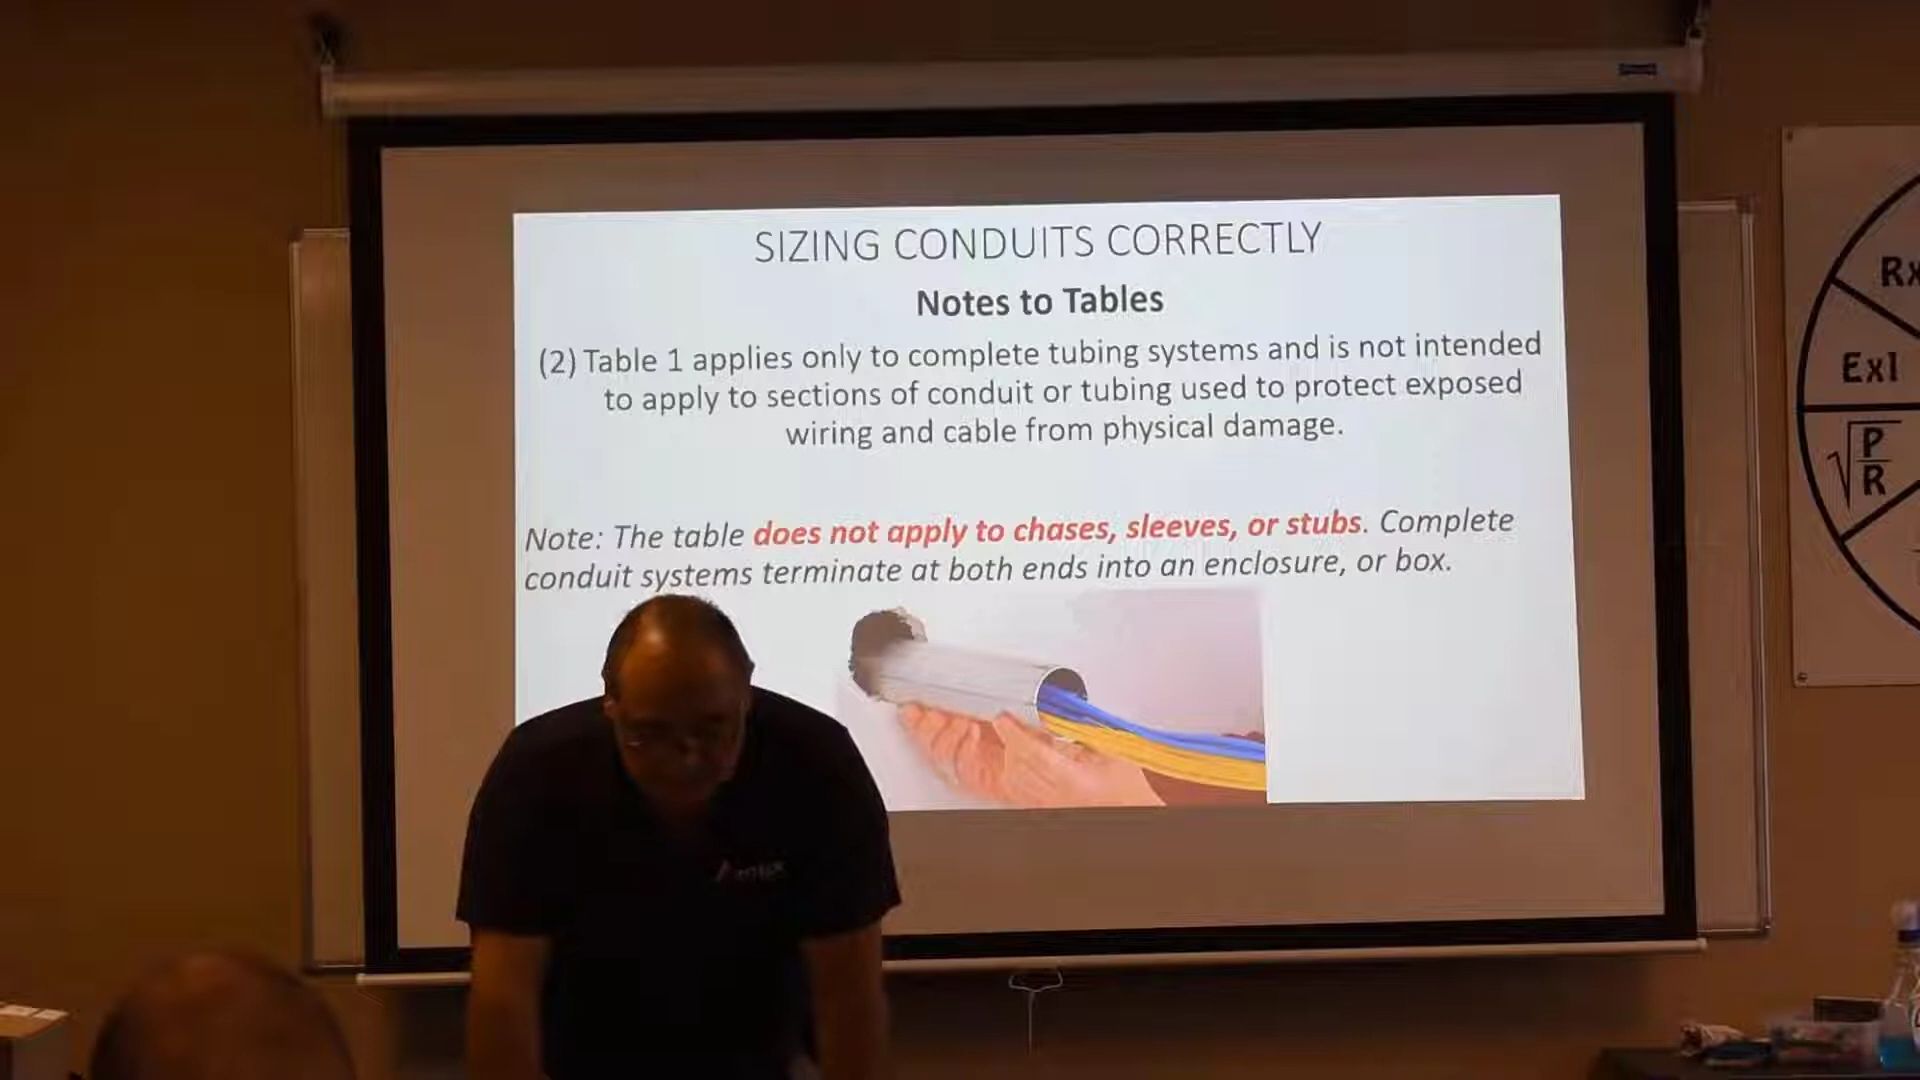 SIZING CONDUITS CORRECTLY
Notes to Tables
(2) Table 1 applies only to complete tubing systems and is not intended
to apply to sections of conduit or tubing used to protect exposed
wiring and cable from physical damage.
Note: The table does not apply to chases, sleeves, or stubs. Complete
conduit systems terminate at both ends into an enclosure, or box.
ExI
√P/R